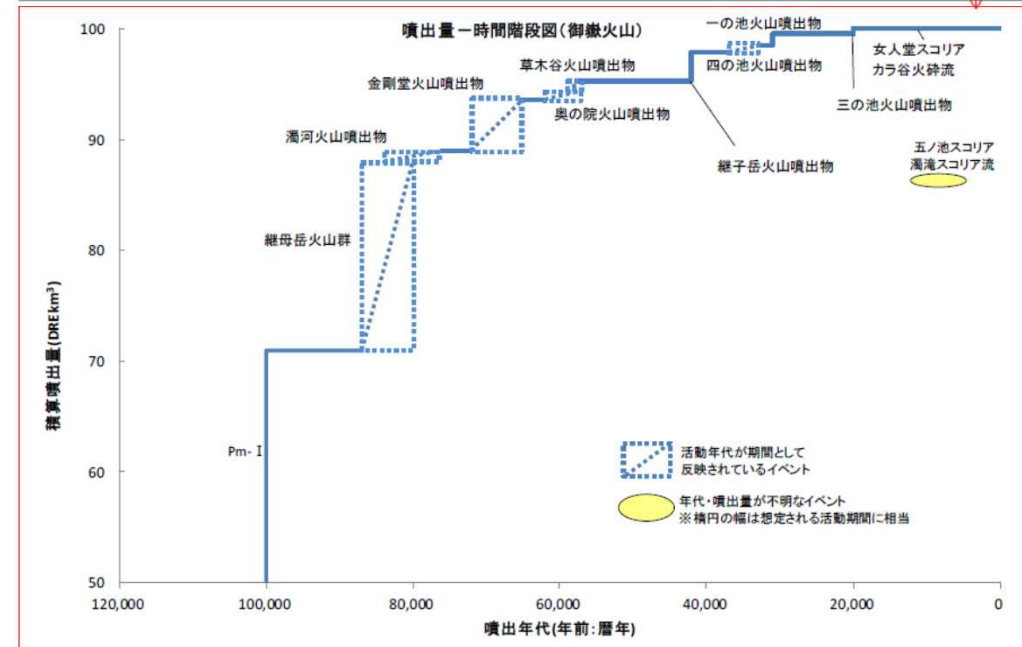 噴出量－時間階段図(御嶽火山)
一の池火山噴出物
女人堂スコリア
カラ谷火砕流
草木谷火山噴出物
四の池火山噴出物
金剛堂火山噴出物
三の池火山噴出物
奥の院火山噴出物
濁河火山噴出物
五ノ池スコリア
濁滝スコリア流
継子岳火山噴出物
継母岳火山群
Pm-Ⅰ
活動年代が期間として
反映されているイベント
年代・噴出量が不明なイベント
※楕円の幅は想定される活動期間に相当
積算噴出量(DREkm³)
100
90
80
70
60
50
120,000
100,000
80,000
60,000
40,000
20,000
0
噴出年代(年前:暦年)